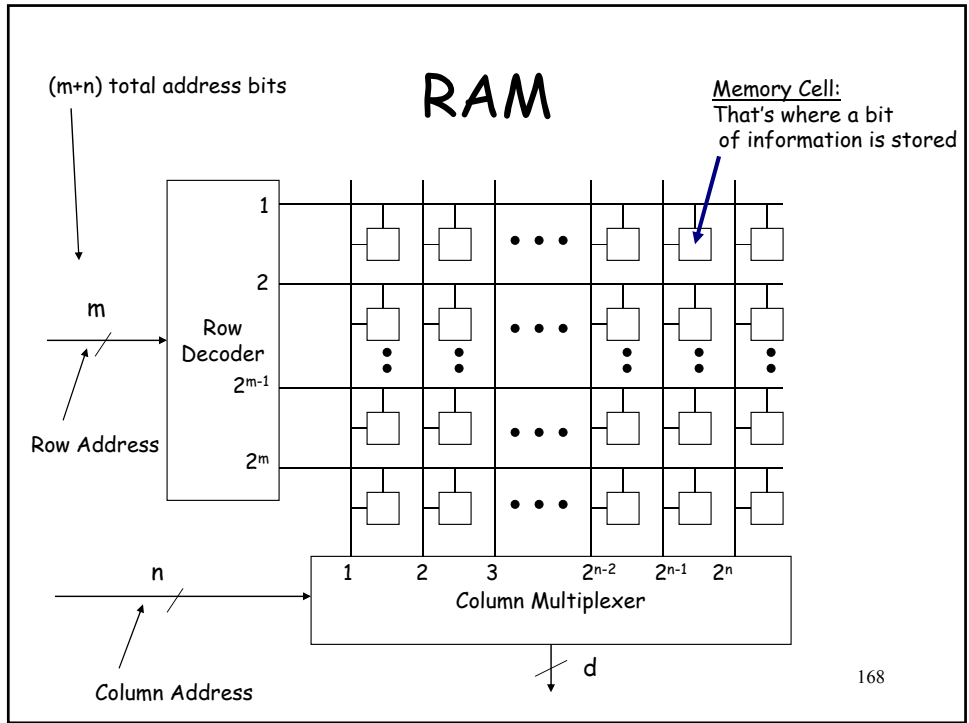 RAM
(m+n) total address bits
Memory Cell:
That's where a bit
of information is stored
1
2
m
Row
Decoder
2ᵐ⁻¹
Row Address
2ᵐ
n
1 2 3 2ⁿ⁻² 2ⁿ⁻¹ 2ⁿ
Column Multiplexer
d
Column Address
168